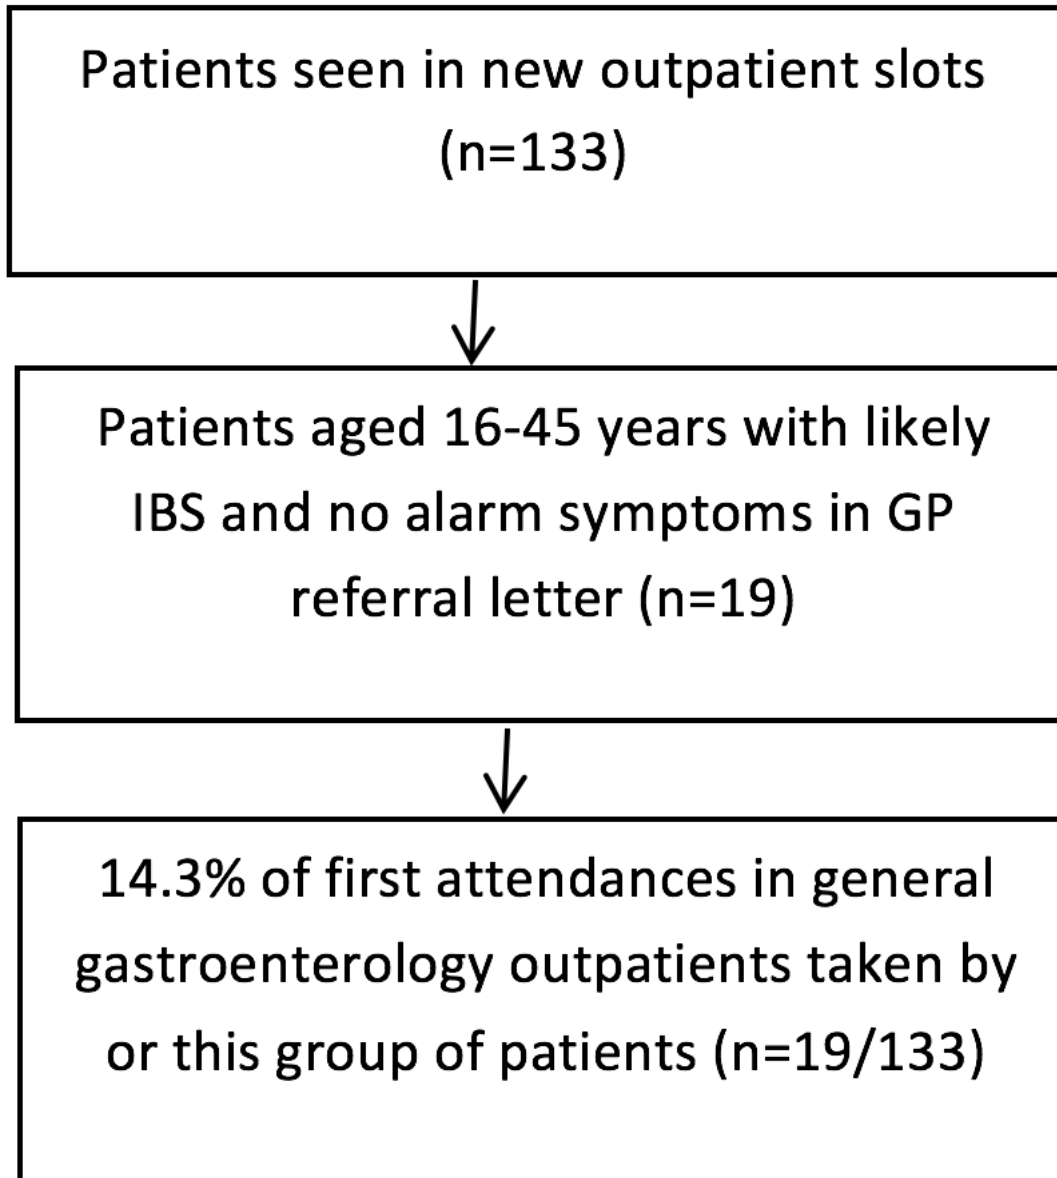 Patients seen in new outpatient slots
(n=133)
Patients aged 16-45 years with likely
IBS and no alarm symptoms in GP
referral letter (n=19)
14.3% of first attendances in general
gastroenterology outpatients taken by
or this group of patients (n=19/133)